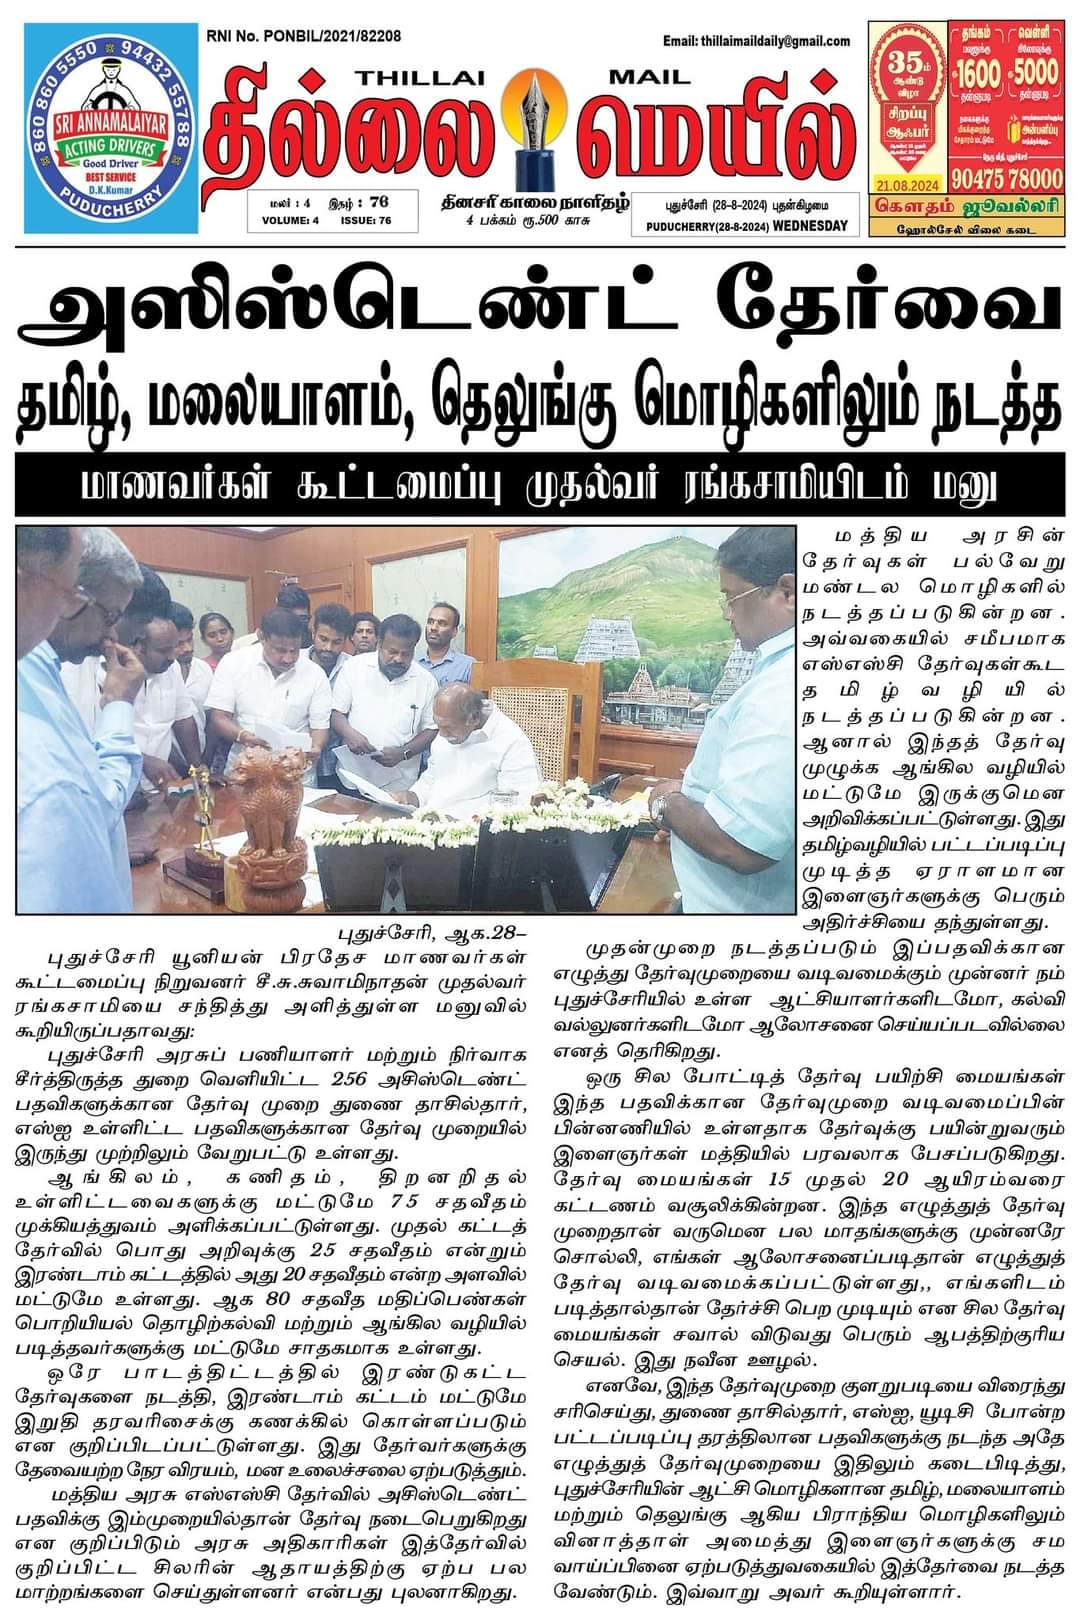 860 860 5550 ● 94432 55788
SRI ANNAMALAIYAR
ACTING DRIVERS
Good Driver
BEST SERVICE
D.K.Kumar
PUDUCHERRY
RNI No. PONBIL/2021/82208
Email: thillaimaildaily@gmail.com
THILLAI MAIL
தில்லை மெயில்
மலர் : 4 இதழ் : 76
VOLUME: 4 ISSUE: 76
தினசரி காலை நாளிதழ்
4 பக்கம் ரூ.500 காசு
புதுச்சேரி (28-8-2024) புதன்கிழமை
PUDUCHERRY(28-8-2024) WEDNESDAY
35ம்
ஆண்டு
விழா
சிறப்பு
ஆஃபர்
21.08.2024
தங்கம்
பவுனுக்கு
₹1600
தள்ளுபடி
வெள்ளி
கிலோவுக்கு
₹5000
தள்ளுபடி
90475 78000
கௌதம் ஜூவல்லரி
ஹோல்சேல் விலை கடை
அஸிஸ்டெண்ட் தேர்வை
தமிழ், மலையாளம், தெலுங்கு மொழிகளிலும் நடத்த
மாணவர்கள் கூட்டமைப்பு முதல்வர் ரங்கசாமியிடம் மனு
புதுச்சேரி, ஆக.28–
புதுச்சேரி யூனியன் பிரதேச மாணவர்கள்
கூட்டமைப்பு நிறுவனர் சீ.சு.சுவாமிநாதன் முதல்வர்
ரங்கசாமியை சந்தித்து அளித்துள்ள மனுவில்
கூறியிருப்பதாவது:
புதுச்சேரி அரசுப் பணியாளர் மற்றும் நிர்வாக
சீர்த்திருத்த துறை வெளியிட்ட 256 அசிஸ்டெண்ட்
பதவிகளுக்கான தேர்வு முறை துணை தாசில்தார்,
எஸ்ஐ உள்ளிட்ட பதவிகளுக்கான தேர்வு முறையில்
இருந்து முற்றிலும் வேறுபட்டு உள்ளது.
ஆங்கிலம், கணிதம், திறனறிதல்
உள்ளிட்டவைகளுக்கு மட்டுமே 75 சதவீதம்
முக்கியத்துவம் அளிக்கப்பட்டுள்ளது. முதல் கட்டத்
தேர்வில் பொது அறிவுக்கு 25 சதவீதம் என்றும்
இரண்டாம் கட்டத்தில் அது 20 சதவீதம் என்ற அளவில்
மட்டுமே உள்ளது. ஆக 80 சதவீத மதிப்பெண்கள்
பொறியியல் தொழிற்கல்வி மற்றும் ஆங்கில வழியில்
படித்தவர்களுக்கு மட்டுமே சாதகமாக உள்ளது.
ஒரே பாடத்திட்டத்தில் இரண்டுகட்ட
தேர்வுகளை நடத்தி, இரண்டாம் கட்டம் மட்டுமே
இறுதி தரவரிசைக்கு கணக்கில் கொள்ளப்படும்
என குறிப்பிடப்பட்டுள்ளது. இது தேர்வர்களுக்கு
தேவையற்ற நேர விரயம், மன உலைச்சலை ஏற்படுத்தும்.
மத்திய அரசு எஸ்எஸ்சி தேர்வில் அசிஸ்டெண்ட்
பதவிக்கு இம்முறையில்தான் தேர்வு நடைபெறுகிறது
என குறிப்பிடும் அரசு அதிகாரிகள் இத்தேர்வில்
குறிப்பிட்ட சிலரின் ஆதாயத்திற்கு ஏற்ப பல
மாற்றங்களை செய்துள்ளனர் என்பது புலனாகிறது.
மத்திய அரசின்
தேர்வுகள் பல்வேறு
மண்டல மொழிகளில்
நடத்தப்படுகின்றன.
அவ்வகையில் சமீபமாக
எஸ்எஸ்சி தேர்வுகள்கூட
தமிழ்வழியில்
நடத்தப்படுகின்றன.
ஆனால் இந்தத் தேர்வு
முழுக்க ஆங்கில வழியில்
மட்டுமே இருக்குமென
அறிவிக்கப்பட்டுள்ளது.இது
தமிழ்வழியில் பட்டப்படிப்பு
முடித்த ஏராளமான
இளைஞர்களுக்கு பெரும்
அதிர்ச்சியை தந்துள்ளது.
முதன்முறை நடத்தப்படும் இப்பதவிக்கான
எழுத்து தேர்வுமுறையை வடிவமைக்கும் முன்னர் நம்
புதுச்சேரியில் உள்ள ஆட்சியாளர்களிடமோ, கல்வி
வல்லுனர்களிடமோ ஆலோசனை செய்யப்படவில்லை
எனத் தெரிகிறது.
ஒரு சில போட்டித் தேர்வு பயிற்சி மையங்கள்
இந்த பதவிக்கான தேர்வுமுறை வடிவமைப்பின்
பின்னணியில் உள்ளதாக தேர்வுக்கு பயின்றுவரும்
இளைஞர்கள் மத்தியில் பரவலாக பேசப்படுகிறது.
தேர்வு மையங்கள் 15 முதல் 20 ஆயிரம்வரை
கட்டணம் வசூலிக்கின்றன. இந்த எழுத்துத் தேர்வு
முறைதான் வருமென பல மாதங்களுக்கு முன்னரே
சொல்லி, எங்கள் ஆலோசனைப்படிதான் எழுத்துத்
தேர்வு வடிவமைக்கப்பட்டுள்ளது,, எங்களிடம்
படித்தால்தான் தேர்ச்சி பெற முடியும் என சில தேர்வு
மையங்கள் சவால் விடுவது பெரும் ஆபத்திற்குரிய
செயல். இது நவீன ஊழல்.
எனவே, இந்த தேர்வுமுறை குளறுபடியை விரைந்து
சரிசெய்து, துணை தாசில்தார், எஸ்ஐ, யூடிசி போன்ற
பட்டப்படிப்பு தரத்திலான பதவிகளுக்கு நடந்த அதே
எழுத்துத் தேர்வுமுறையை இதிலும் கடைபிடித்து,
புதுச்சேரியின் ஆட்சி மொழிகளான தமிழ், மலையாளம்
மற்றும் தெலுங்கு ஆகிய பிராந்திய மொழிகளிலும்
வினாத்தாள் அமைத்து இளைஞர்களுக்கு சம
வாய்ப்பினை ஏற்படுத்துவகையில் இத்தேர்வை நடத்த
வேண்டும். இவ்வாறு அவர் கூறியுள்ளார்.